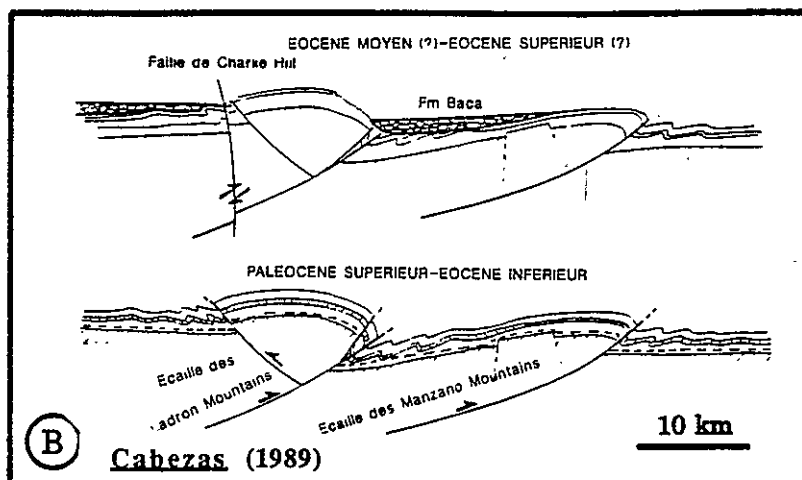 EOCENE MOYEN (?)-EOCENE SUPERIEUR (?)
Faille de Charke Hut
Fm Baca
PALEOCENE SUPERIEUR-EOCENE INFERIEUR
Ecaille des
Ladron Mountains
Ecaille des Manzano Mountains
10 km
B
Cabezas (1989)